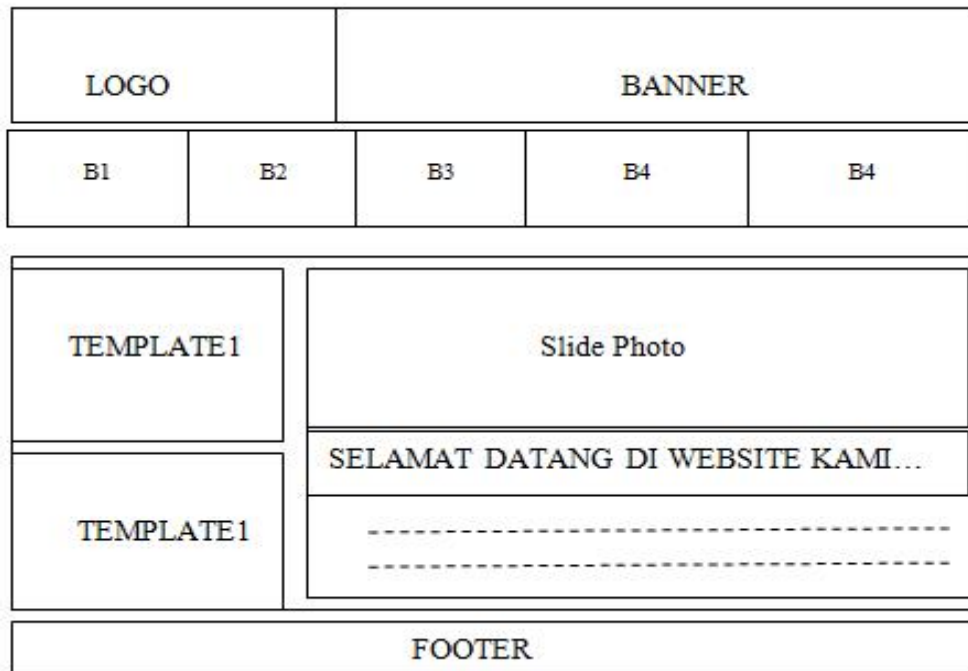 LOGO BANNER
B1 B2 B3 B4 B4
TEMPLATE1
Slide Photo
SELAMAT DATANG DI WEBSITE KAMI...
TEMPLATE1
FOOTER